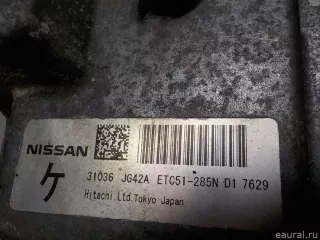 NISSAN
31036 JG42A ETC51-285N D1 7629
ケ
Hitachi Ltd.Tokyo Japan
eaural.ru